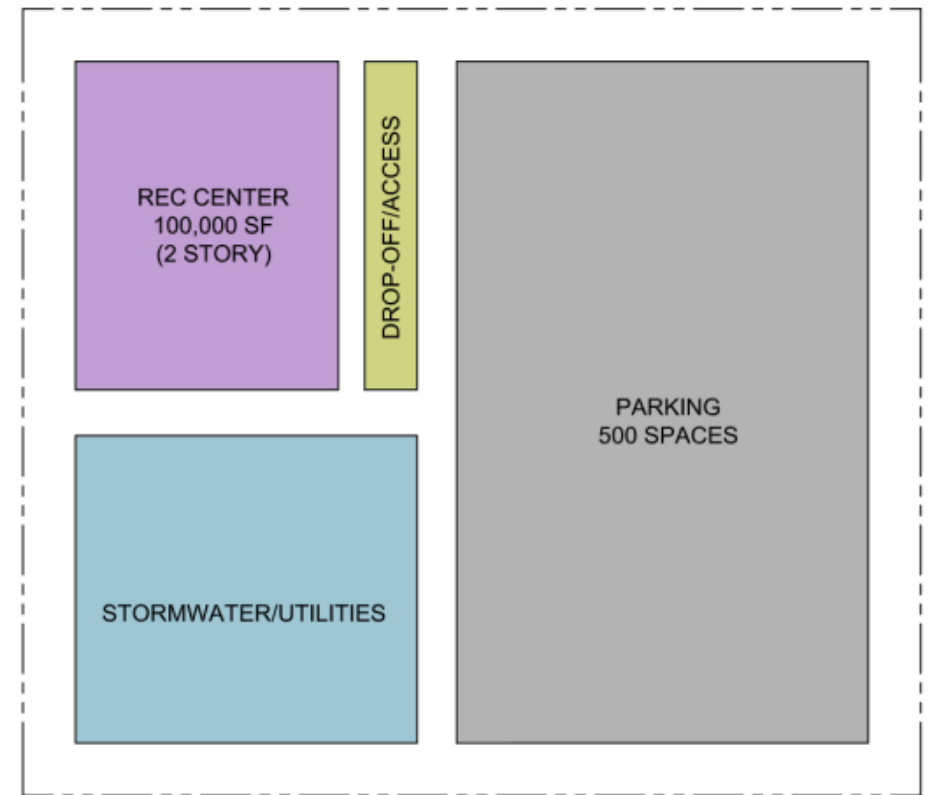 REC CENTER
100,000 SF
(2 STORY)
DROP-OFF/ACCESS
PARKING
500 SPACES
STORMWATER/UTILITIES